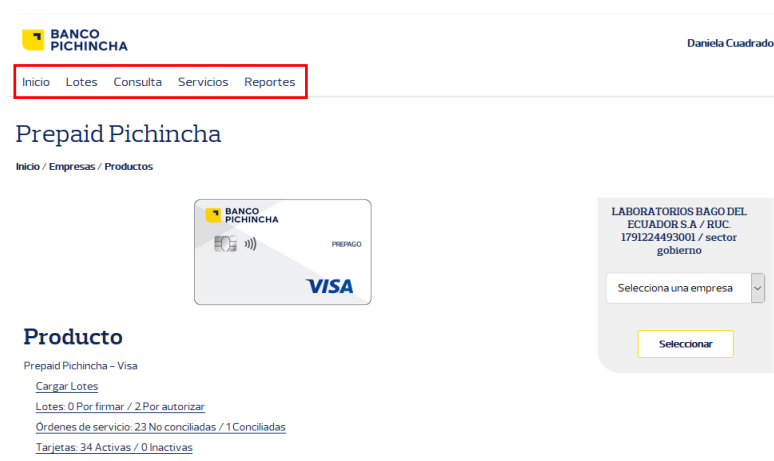 BANCO
PICHINCHA
Daniela Cuadrado
Inicio Lotes Consulta Servicios Reportes
Prepaid Pichincha
Inicio / Empresas / Productos
BANCO
PICHINCHA
PREPAGO
VISA
LABORATORIOS BAGO DEL
ECUADOR S.A / RUC.
1791224493001 / sector
gobierno
Selecciona una empresa
Seleccionar
Producto
Prepaid Pichincha – Visa
Cargar Lotes
Lotes: 0 Por firmar / 2 Por autorizar
Órdenes de servicio: 23 No conciliadas / 1 Conciliadas
Tarjetas: 34 Activas / 0 Inactivas